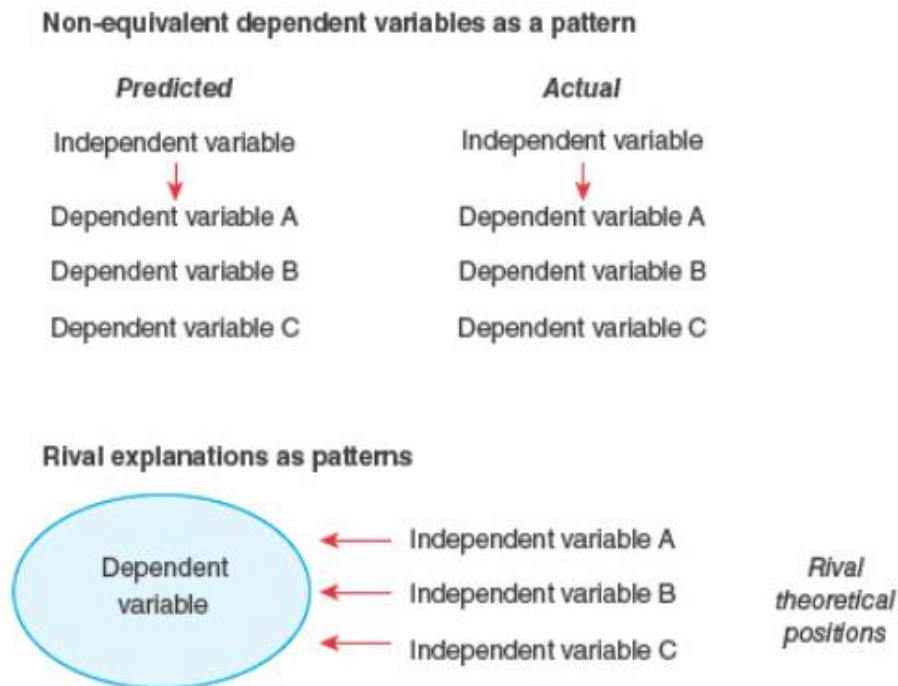 Non-equivalent dependent variables as a pattern
Predicted
Actual
Independent variable
Independent variable
Dependent variable A
Dependent variable A
Dependent variable B
Dependent variable B
Dependent variable C
Dependent variable C
Rival explanations as patterns
Dependent
variable
Independent variable A
Independent variable B
Independent variable C
Rival
theoretical
positions